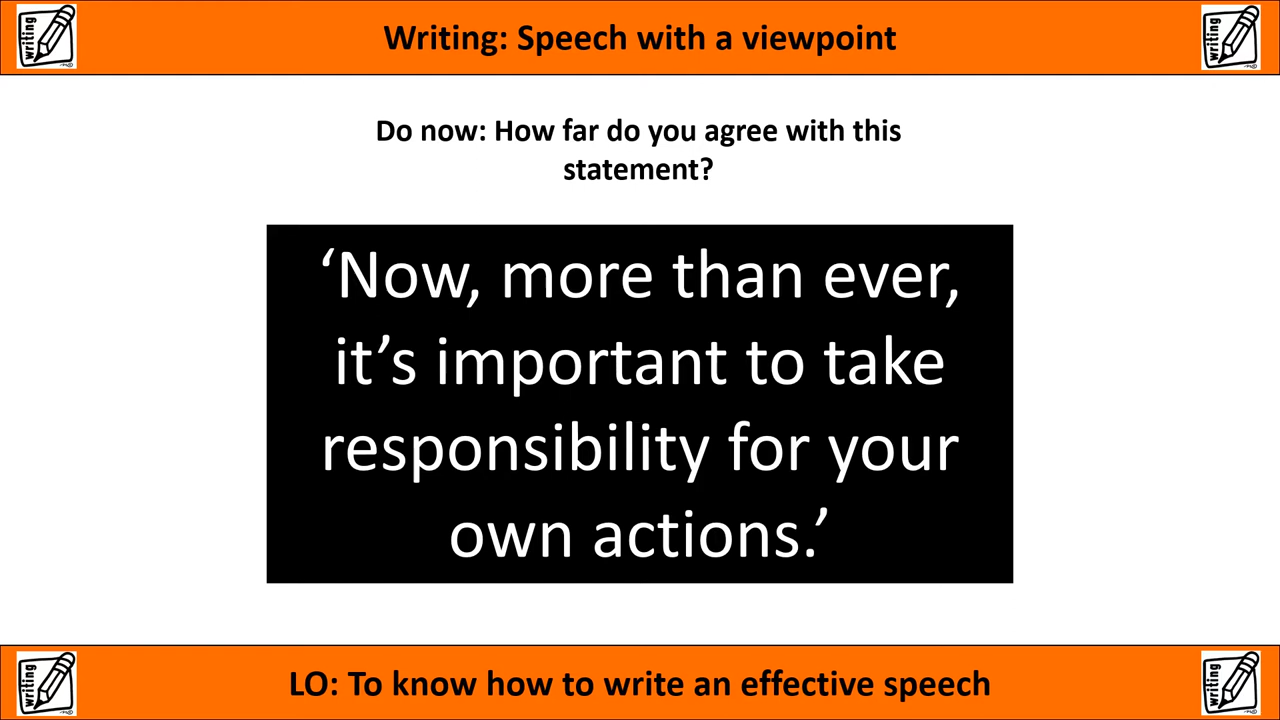 writing
Writing: Speech with a viewpoint
writing
Do now: How far do you agree with this
statement?
‘Now, more than ever,
it’s important to take
responsibility for your
own actions.’
writing
LO: To know how to write an effective speech
writing